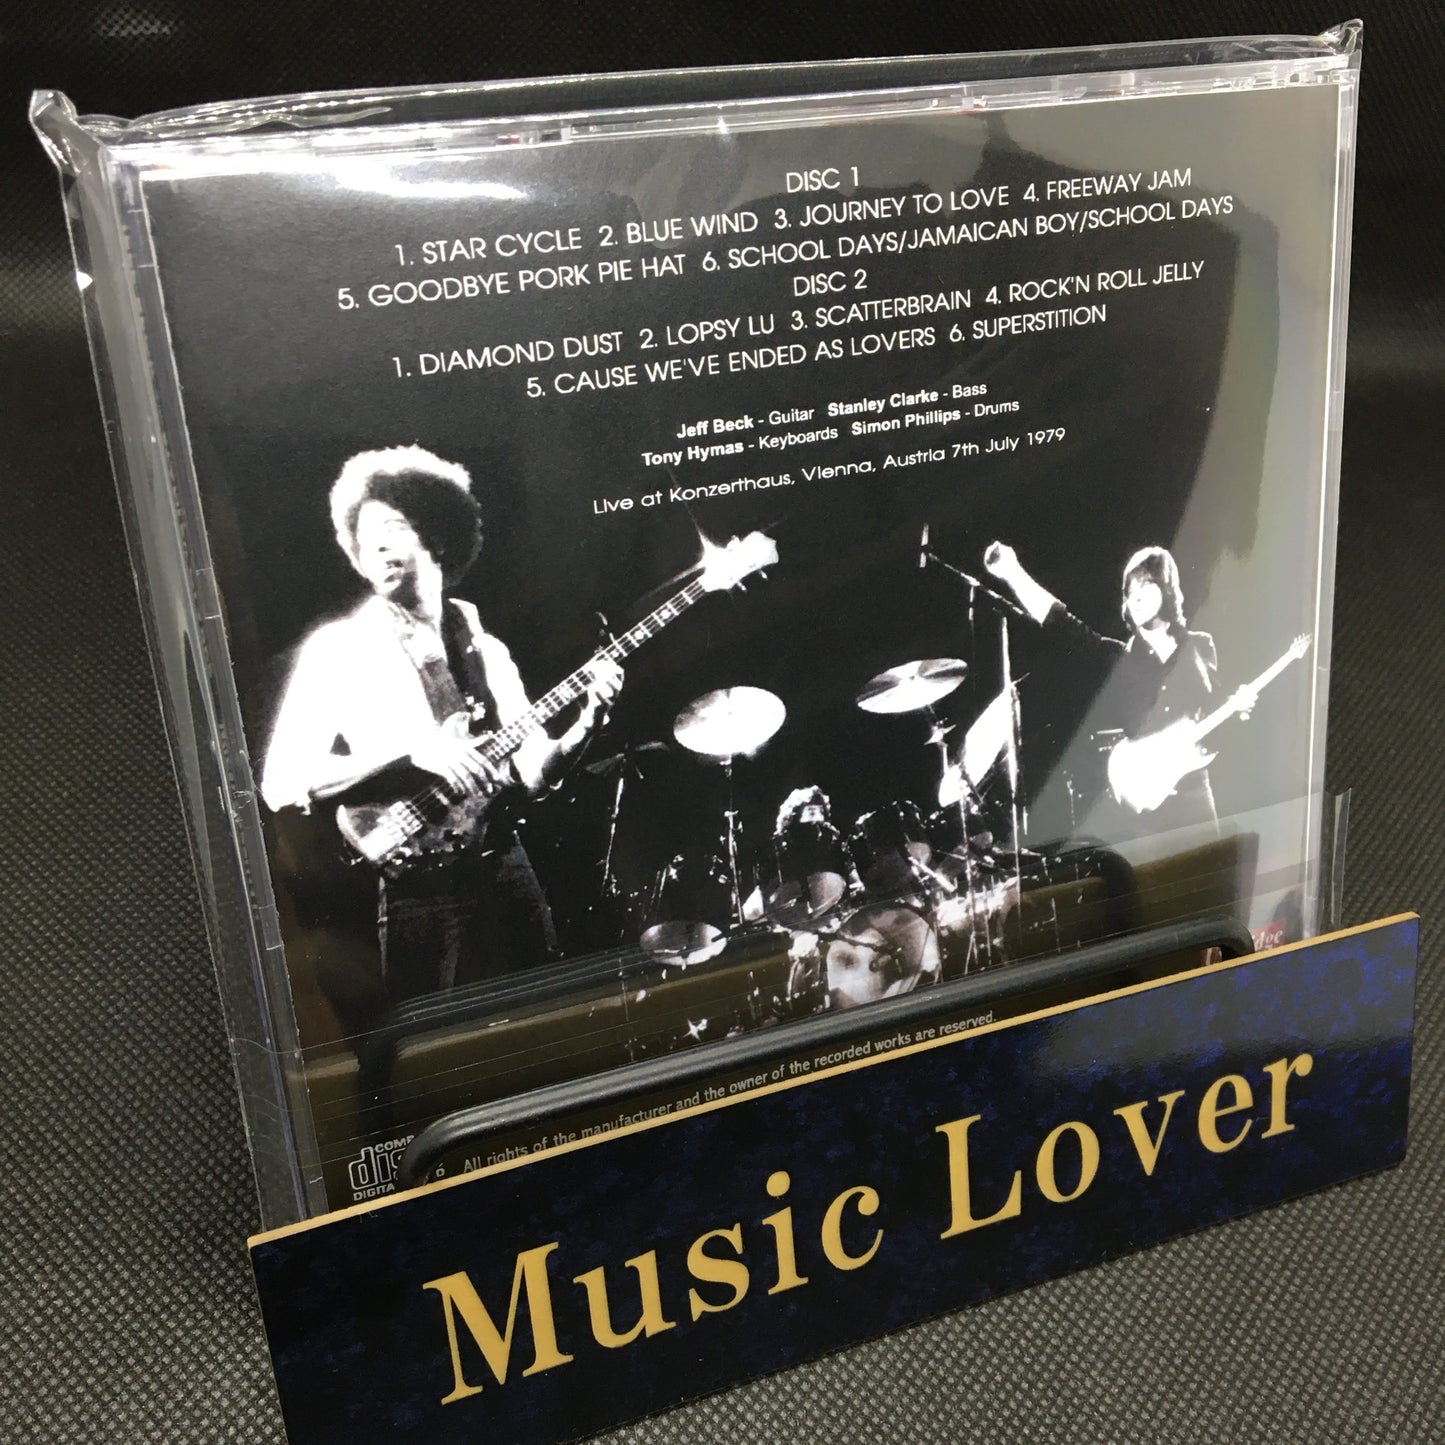 DISC 1
1. STAR CYCLE 2. BLUE WIND 3. JOURNEY TO LOVE 4. FREEWAY JAM
5. GOODBYE PORK PIE HAT 6. SCHOOL DAYS/JAMAICAN BOY/SCHOOL DAYS
DISC 2
1. DIAMOND DUST 2. LOPSY LU 3. SCATTERBRAIN 4. ROCK'N ROLL JELLY
5. CAUSE WE'VE ENDED AS LOVERS 6. SUPERSTITION
Jeff Beck - Guitar Stanley Clarke - Bass
Tony Hymas - Keyboards Simon Phillips - Drums
Live at Konzerthaus, Vienna, Austria 7th July 1979
All rights of the manufacturer and the owner of the recorded works are reserved.
Music Lover